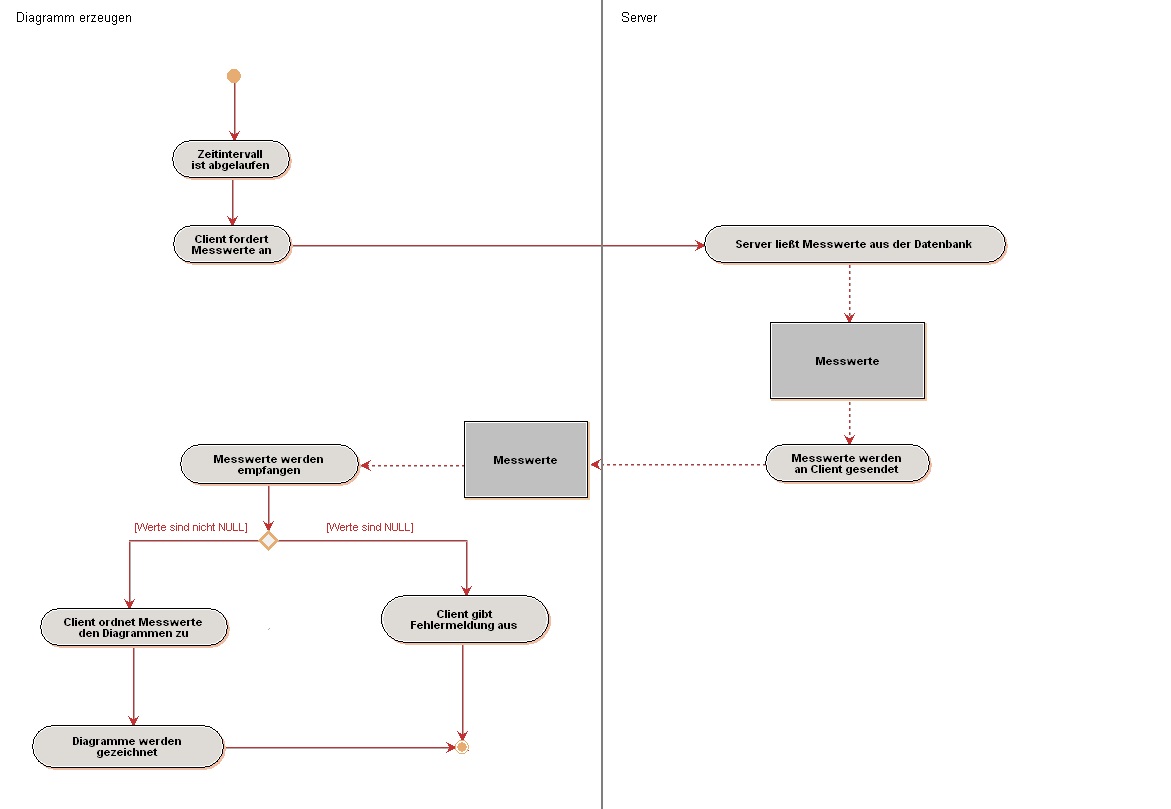 Diagramm erzeugen
Server
Zeitintervall
ist abgelaufen
Client fordert
Messwerte an
Server ließt Messwerte aus der Datenbank
Messwerte
Messwerte werden
an Client gesendet
Messwerte
Messwerte werden
empfangen
[Werte sind nicht NULL]
[Werte sind NULL]
Client ordnet Messwerte
den Diagrammen zu
Client gibt
Fehlermeldung aus
Diagramme werden
gezeichnet